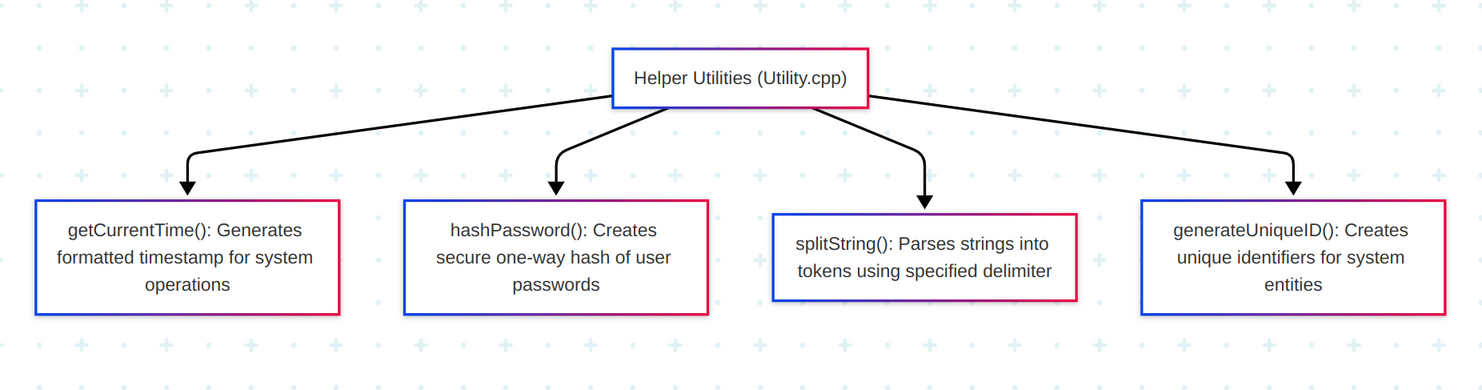 Helper Utilities (Utility.cpp)
getCurrentTime(): Generates
formatted timestamp for system
operations
hashPassword(): Creates
secure one-way hash of user
passwords
splitString(): Parses strings into
tokens using specified delimiter
generateUniqueID(): Creates
unique identifiers for system
entities